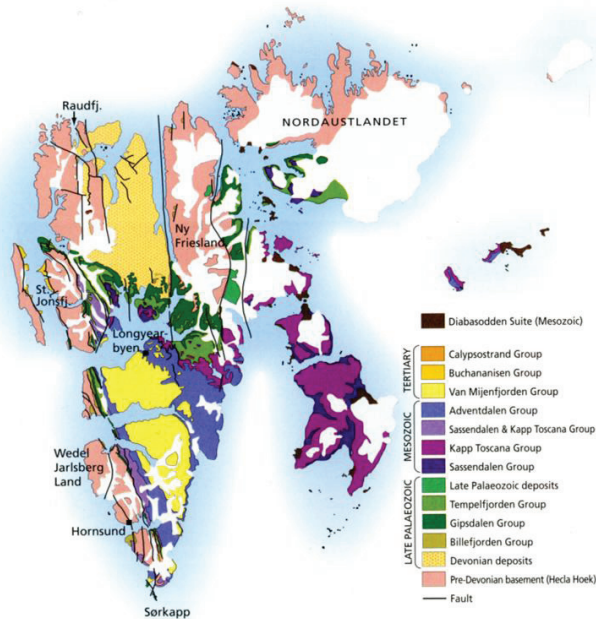 Raudfj.
NORDAUSTLANDET
Ny
Friesland
St.
Jonsfj.
Longyear-
byen
Wedel
Jarlsberg
Land
Hornsund
Sørkapp
Diabasodden Suite (Mesozoic)
TERTIARY
Calypsostrand Group
Buchananisen Group
Van Mijenfjorden Group
MESOZOIC
Adventdalen Group
Sassendalen & Kapp Toscana Group
Kapp Toscana Group
Sassendalen Group
LATE PALAEOZOIC
Late Palaeozoic deposits
Tempelfjorden Group
Gipsdalen Group
Billefjorden Group
Devonian deposits
Pre-Devonian basement (Hecla Hoek)
Fault